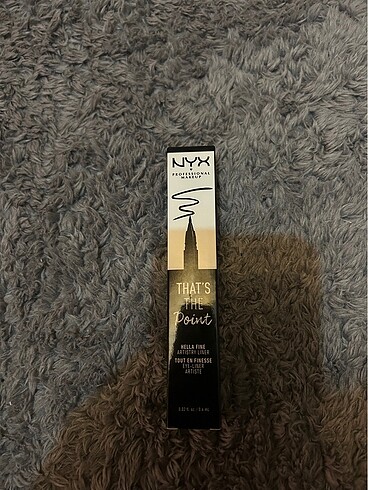 NYX
PROFESSIONAL
MAKEUP
THAT'S
THE
Point
HELLA FINE
ARTISTRY LINER
TOUT EN FINESSE
EYE-LINER
ARTISTE